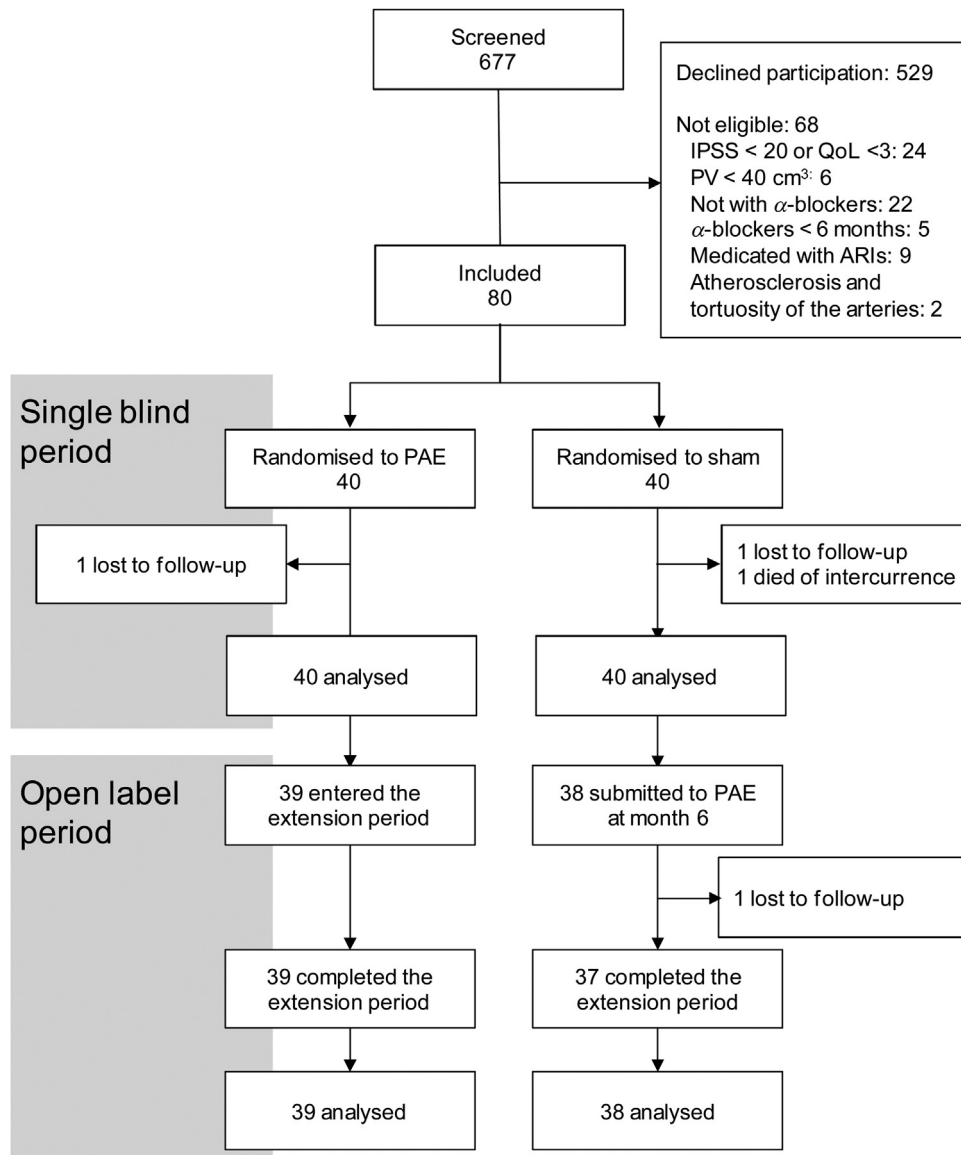 Screened
677
Declined participation: 529
Not eligible: 68
IPSS < 20 or QoL <3: 24
PV < 40 cm³: 6
Not with α-blockers: 22
α-blockers < 6 months: 5
Medicated with ARIs: 9
Atherosclerosis and
tortuosity of the arteries: 2
Included
80
Single blind
period
Randomised to PAE
40
Randomised to sham
40
1 lost to follow-up
1 lost to follow-up
1 died of intercurrence
40 analysed
40 analysed
Open label
period
39 entered the
extension period
38 submitted to PAE
at month 6
1 lost to follow-up
39 completed the
extension period
37 completed the
extension period
39 analysed
38 analysed